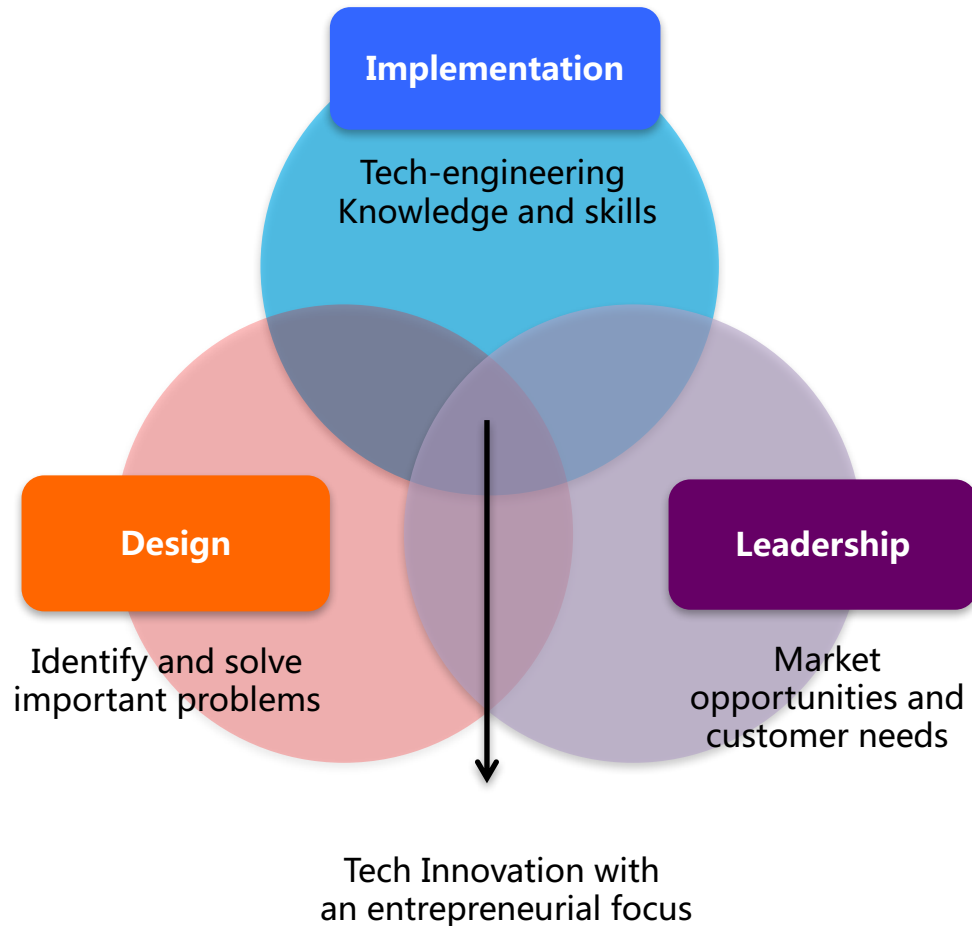 Implementation
Tech-engineering
Knowledge and skills
Design
Leadership
Identify and solve
important problems
Market
opportunities and
customer needs
Tech Innovation with
an entrepreneurial focus